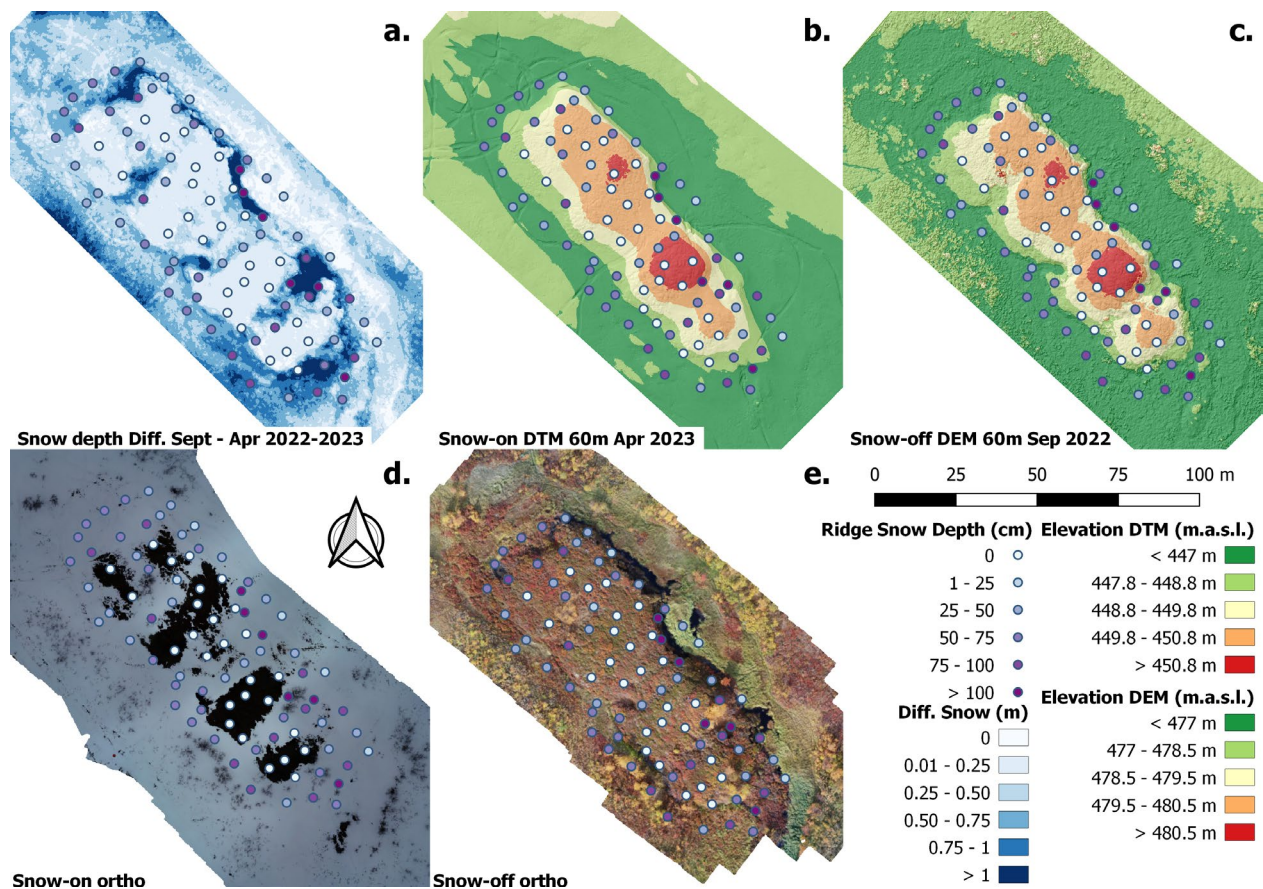 a.
b.
c.
Snow depth Diff. Sept - Apr 2022-2023
Snow-on DTM 60m Apr 2023
Snow-off DEM 60m Sep 2022
d.
e.
0 25 50 75 100 m
Ridge Snow Depth (cm)
0
1 - 25
25 - 50
50 - 75
75 - 100
> 100
Diff. Snow (m)
0
0.01 - 0.25
0.25 - 0.50
0.50 - 0.75
0.75 - 1
> 1
Elevation DTM (m.a.s.l.)
< 447 m
447.8 - 448.8 m
448.8 - 449.8 m
449.8 - 450.8 m
> 450.8 m
Elevation DEM (m.a.s.l.)
< 477 m
477 - 478.5 m
478.5 - 479.5 m
479.5 - 480.5 m
> 480.5 m
Snow-on ortho
Snow-off ortho